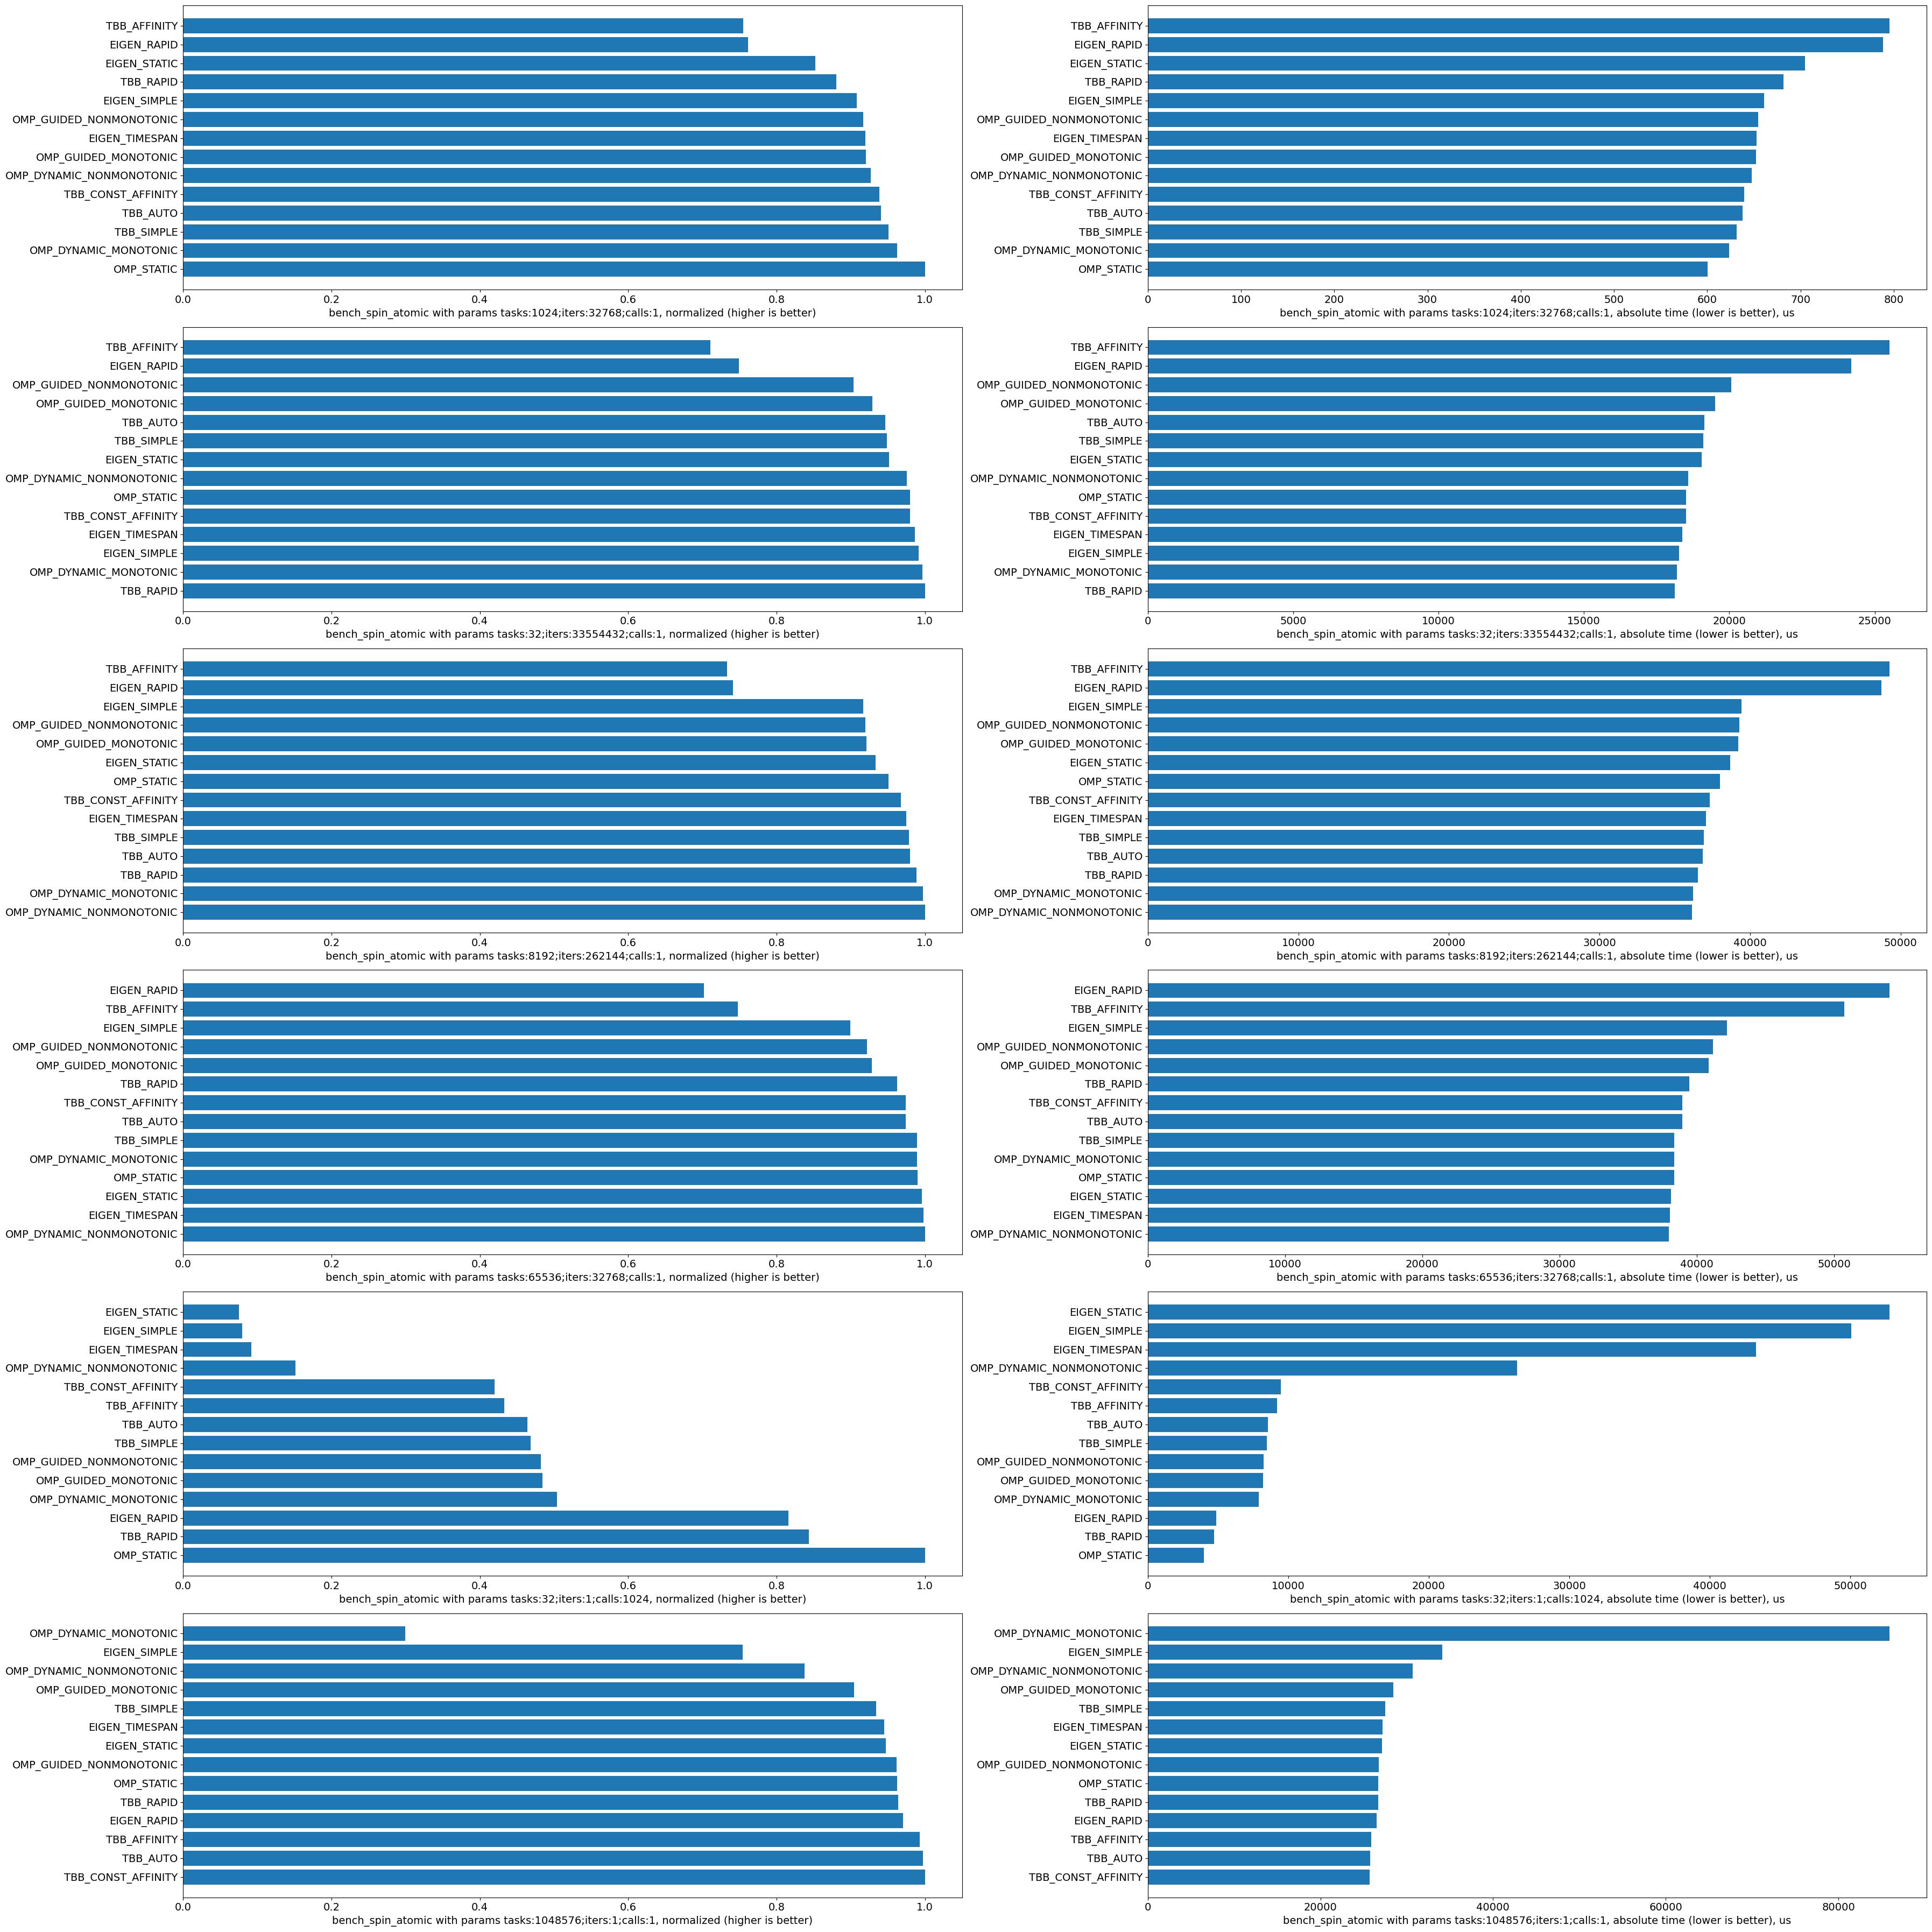 TBB_AFFINITY
EIGEN_RAPID
EIGEN_STATIC
TBB_RAPID
EIGEN_SIMPLE
OMP_GUIDED_NONMONOTONIC
EIGEN_TIMESPAN
OMP_GUIDED_MONOTONIC
OMP_DYNAMIC_NONMONOTONIC
TBB_CONST_AFFINITY
TBB_AUTO
TBB_SIMPLE
OMP_DYNAMIC_MONOTONIC
OMP_STATIC
0.0 0.2 0.4 0.6 0.8 1.0
bench_spin_atomic with params tasks:1024;iters:32768;calls:1, normalized (higher is better)
TBB_AFFINITY
EIGEN_RAPID
EIGEN_STATIC
TBB_RAPID
EIGEN_SIMPLE
OMP_GUIDED_NONMONOTONIC
EIGEN_TIMESPAN
OMP_GUIDED_MONOTONIC
OMP_DYNAMIC_NONMONOTONIC
TBB_CONST_AFFINITY
TBB_AUTO
TBB_SIMPLE
OMP_DYNAMIC_MONOTONIC
OMP_STATIC
0 100 200 300 400 500 600 700 800
bench_spin_atomic with params tasks:1024;iters:32768;calls:1, absolute time (lower is better), us
TBB_AFFINITY
EIGEN_RAPID
OMP_GUIDED_NONMONOTONIC
OMP_GUIDED_MONOTONIC
TBB_AUTO
TBB_SIMPLE
EIGEN_STATIC
OMP_DYNAMIC_NONMONOTONIC
OMP_STATIC
TBB_CONST_AFFINITY
EIGEN_TIMESPAN
EIGEN_SIMPLE
OMP_DYNAMIC_MONOTONIC
TBB_RAPID
0.0 0.2 0.4 0.6 0.8 1.0
bench_spin_atomic with params tasks:32;iters:33554432;calls:1, normalized (higher is better)
TBB_AFFINITY
EIGEN_RAPID
OMP_GUIDED_NONMONOTONIC
OMP_GUIDED_MONOTONIC
TBB_AUTO
TBB_SIMPLE
EIGEN_STATIC
OMP_DYNAMIC_NONMONOTONIC
OMP_STATIC
TBB_CONST_AFFINITY
EIGEN_TIMESPAN
EIGEN_SIMPLE
OMP_DYNAMIC_MONOTONIC
TBB_RAPID
0 5000 10000 15000 20000 25000
bench_spin_atomic with params tasks:32;iters:33554432;calls:1, absolute time (lower is better), us
TBB_AFFINITY
EIGEN_RAPID
EIGEN_SIMPLE
OMP_GUIDED_NONMONOTONIC
OMP_GUIDED_MONOTONIC
EIGEN_STATIC
OMP_STATIC
TBB_CONST_AFFINITY
EIGEN_TIMESPAN
TBB_SIMPLE
TBB_AUTO
TBB_RAPID
OMP_DYNAMIC_MONOTONIC
OMP_DYNAMIC_NONMONOTONIC
0.0 0.2 0.4 0.6 0.8 1.0
bench_spin_atomic with params tasks:8192;iters:262144;calls:1, normalized (higher is better)
TBB_AFFINITY
EIGEN_RAPID
EIGEN_SIMPLE
OMP_GUIDED_NONMONOTONIC
OMP_GUIDED_MONOTONIC
EIGEN_STATIC
OMP_STATIC
TBB_CONST_AFFINITY
EIGEN_TIMESPAN
TBB_SIMPLE
TBB_AUTO
TBB_RAPID
OMP_DYNAMIC_MONOTONIC
OMP_DYNAMIC_NONMONOTONIC
0 10000 20000 30000 40000 50000
bench_spin_atomic with params tasks:8192;iters:262144;calls:1, absolute time (lower is better), us
EIGEN_RAPID
TBB_AFFINITY
EIGEN_SIMPLE
OMP_GUIDED_NONMONOTONIC
OMP_GUIDED_MONOTONIC
TBB_RAPID
TBB_CONST_AFFINITY
TBB_AUTO
TBB_SIMPLE
OMP_DYNAMIC_MONOTONIC
OMP_STATIC
EIGEN_STATIC
EIGEN_TIMESPAN
OMP_DYNAMIC_NONMONOTONIC
0.0 0.2 0.4 0.6 0.8 1.0
bench_spin_atomic with params tasks:65536;iters:32768;calls:1, normalized (higher is better)
EIGEN_RAPID
TBB_AFFINITY
EIGEN_SIMPLE
OMP_GUIDED_NONMONOTONIC
OMP_GUIDED_MONOTONIC
TBB_RAPID
TBB_CONST_AFFINITY
TBB_AUTO
TBB_SIMPLE
OMP_DYNAMIC_MONOTONIC
OMP_STATIC
EIGEN_STATIC
EIGEN_TIMESPAN
OMP_DYNAMIC_NONMONOTONIC
0 10000 20000 30000 40000 50000
bench_spin_atomic with params tasks:65536;iters:32768;calls:1, absolute time (lower is better), us
EIGEN_STATIC
EIGEN_SIMPLE
EIGEN_TIMESPAN
OMP_DYNAMIC_NONMONOTONIC
TBB_CONST_AFFINITY
TBB_AFFINITY
TBB_AUTO
TBB_SIMPLE
OMP_GUIDED_NONMONOTONIC
OMP_GUIDED_MONOTONIC
OMP_DYNAMIC_MONOTONIC
EIGEN_RAPID
TBB_RAPID
OMP_STATIC
0.0 0.2 0.4 0.6 0.8 1.0
bench_spin_atomic with params tasks:32;iters:1;calls:1024, normalized (higher is better)
EIGEN_STATIC
EIGEN_SIMPLE
EIGEN_TIMESPAN
OMP_DYNAMIC_NONMONOTONIC
TBB_CONST_AFFINITY
TBB_AFFINITY
TBB_AUTO
TBB_SIMPLE
OMP_GUIDED_NONMONOTONIC
OMP_GUIDED_MONOTONIC
OMP_DYNAMIC_MONOTONIC
EIGEN_RAPID
TBB_RAPID
OMP_STATIC
0 10000 20000 30000 40000 50000
bench_spin_atomic with params tasks:32;iters:1;calls:1024, absolute time (lower is better), us
OMP_DYNAMIC_MONOTONIC
EIGEN_SIMPLE
OMP_DYNAMIC_NONMONOTONIC
OMP_GUIDED_MONOTONIC
TBB_SIMPLE
EIGEN_TIMESPAN
EIGEN_STATIC
OMP_GUIDED_NONMONOTONIC
OMP_STATIC
TBB_RAPID
EIGEN_RAPID
TBB_AFFINITY
TBB_AUTO
TBB_CONST_AFFINITY
0.0 0.2 0.4 0.6 0.8 1.0
bench_spin_atomic with params tasks:1048576;iters:1;calls:1, normalized (higher is better)
OMP_DYNAMIC_MONOTONIC
EIGEN_SIMPLE
OMP_DYNAMIC_NONMONOTONIC
OMP_GUIDED_MONOTONIC
TBB_SIMPLE
EIGEN_TIMESPAN
EIGEN_STATIC
OMP_GUIDED_NONMONOTONIC
OMP_STATIC
TBB_RAPID
EIGEN_RAPID
TBB_AFFINITY
TBB_AUTO
TBB_CONST_AFFINITY
0 20000 40000 60000 80000
bench_spin_atomic with params tasks:1048576;iters:1;calls:1, absolute time (lower is better), us